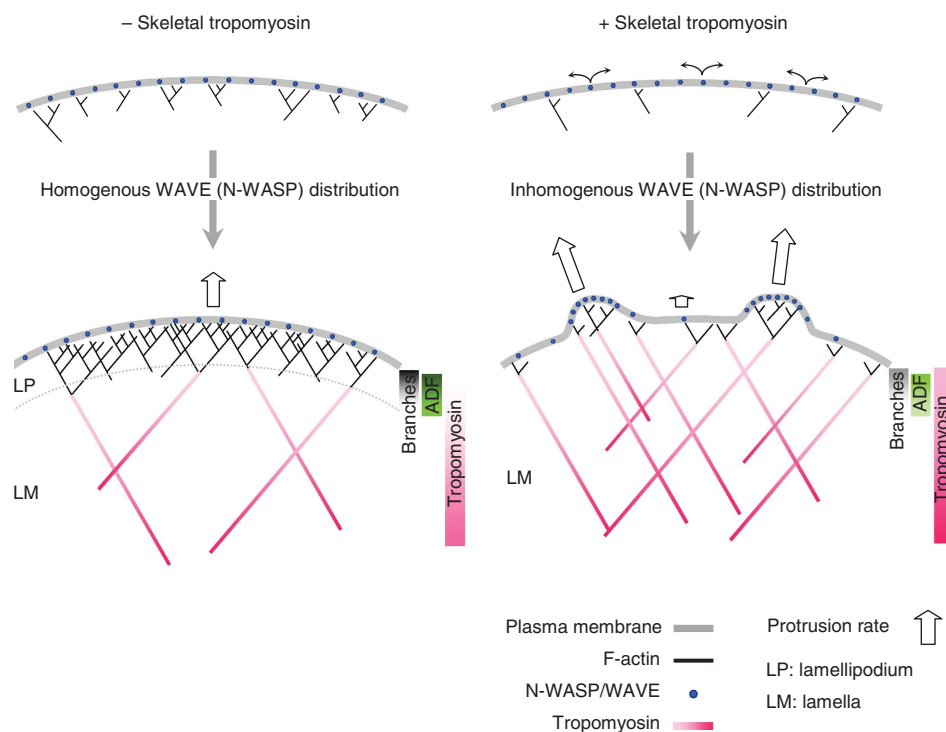 – Skeletal tropomyosin
+ Skeletal tropomyosin
Homogenous WAVE (N-WASP) distribution
Inhomogenous WAVE (N-WASP) distribution
LP
LM
Branches
ADF
Tropomyosin
LM
Branches
ADF
Tropomyosin
Plasma membrane
F-actin
N-WASP/WAVE
Tropomyosin
Protrusion rate
LP: lamellipodium
LM: lamella